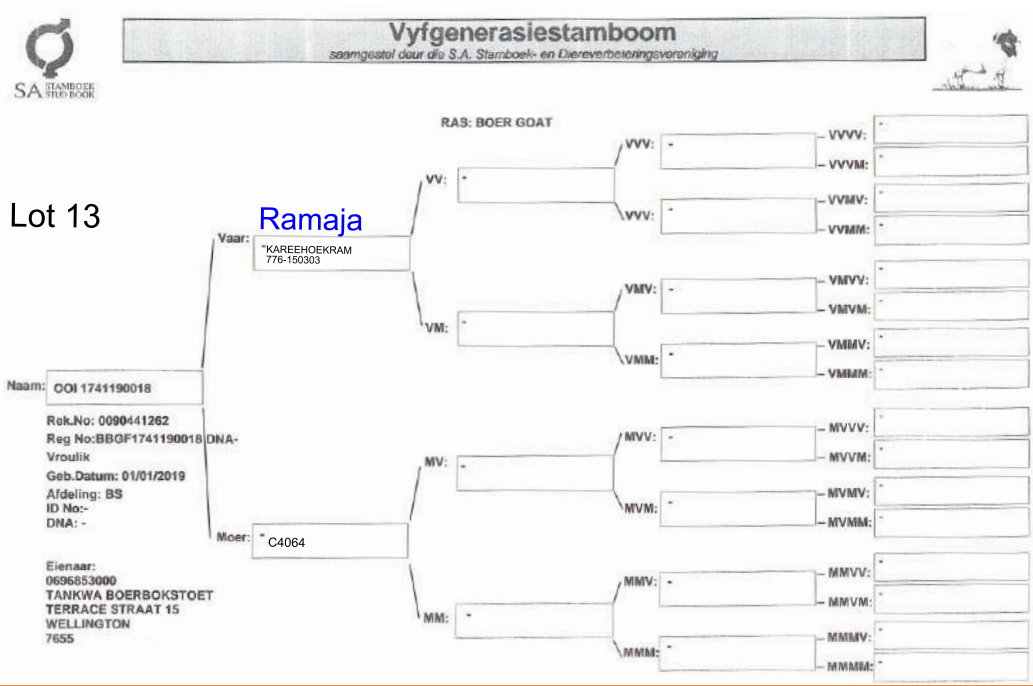 Vyfgenerasiestamboom
saamgestel deur die S.A. Stamboek- en Diereverbeteringsvereniging
SA STAMBOEK
STUD BOOK
RAS: BOER GOAT
Lot 13
Ramaja
Vaar:
-KAREEHOEKRAM
776-150303
VV: -
VM: -
VVV: -
VVV: -
VMV: -
VMM: -
VVVV: -
VVVM: -
VVMV: -
VVMM: -
VMVV: -
VMVM: -
VMMV: -
VMMM: -
Naam: OOI 1741190018
Rek.No: 0090441262
Reg No:BBGF1741190018 DNA-
Vroulik
Geb.Datum: 01/01/2019
Afdeling: BS
ID No:-
DNA: -
Moer: - C4064
MV: -
MM: -
MVV: -
MVM: -
MMV: -
MMM: -
MVVV: -
MVVM: -
MVMV: -
MVMM: -
MMVV: -
MMVM: -
MMMV: -
MMMM: -
Eienaar:
0696853000
TANKWA BOERBOKSTOET
TERRACE STRAAT 15
WELLINGTON
7655